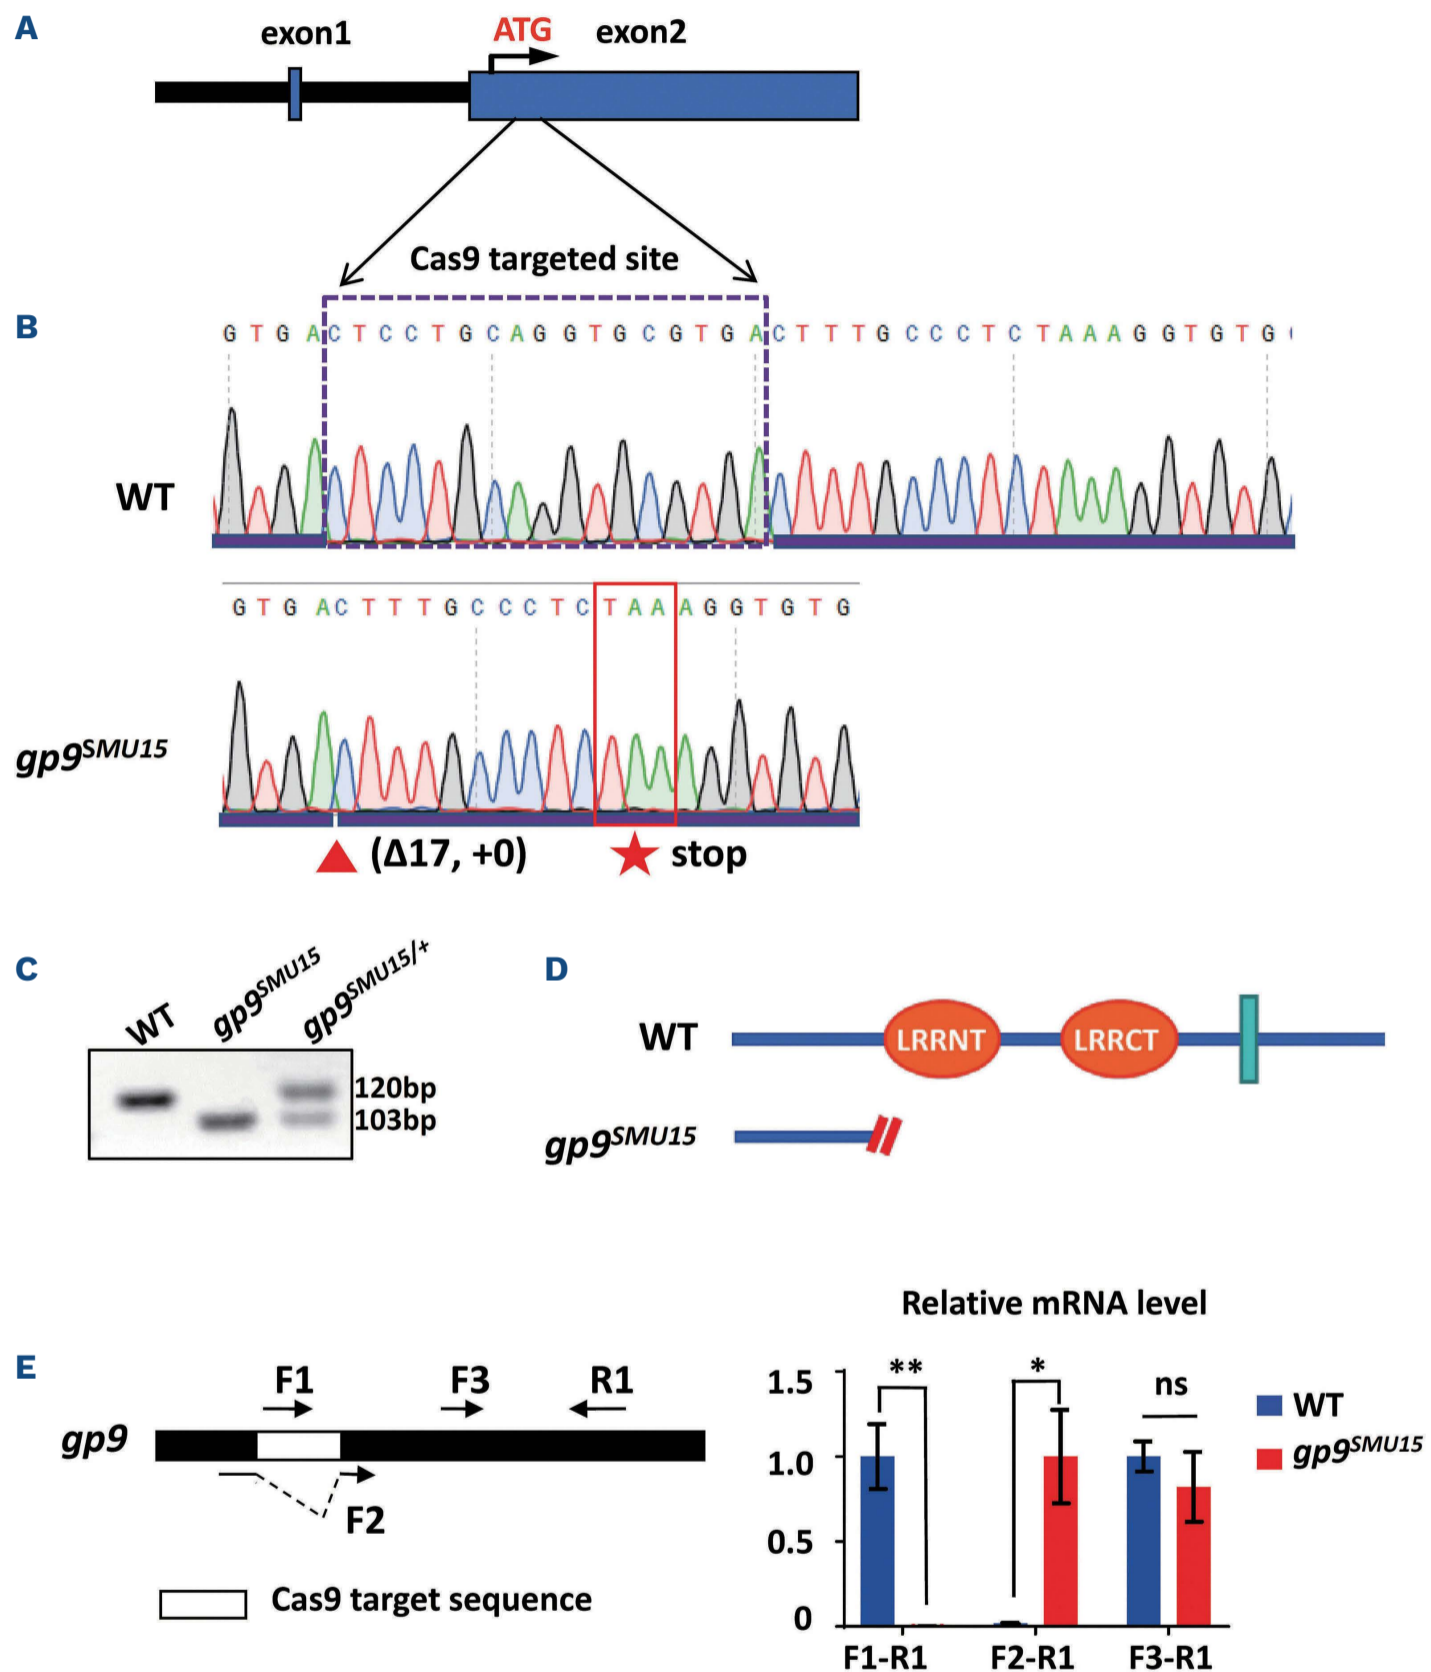 A
exon1
ATG
exon2
Cas9 targeted site
B
G T G A C T C C T G C A G G T G C G T G A C T T T G C C C T C T A A A G G T G T G
WT
G T G A C T T T G C C C T C T A A A G G T G T G
gp9SMU15
(Δ17, +0)
stop
C
WT
gp9SMU15
gp9SMU15/+
120bp
103bp
D
WT
LRRNT
LRRCT
gp9SMU15
E
F1
F3
R1
gp9
F2
Cas9 target sequence
Relative mRNA level
1.5
1.0
0.5
0
**
*
ns
WT
gp9SMU15
F1-R1
F2-R1
F3-R1